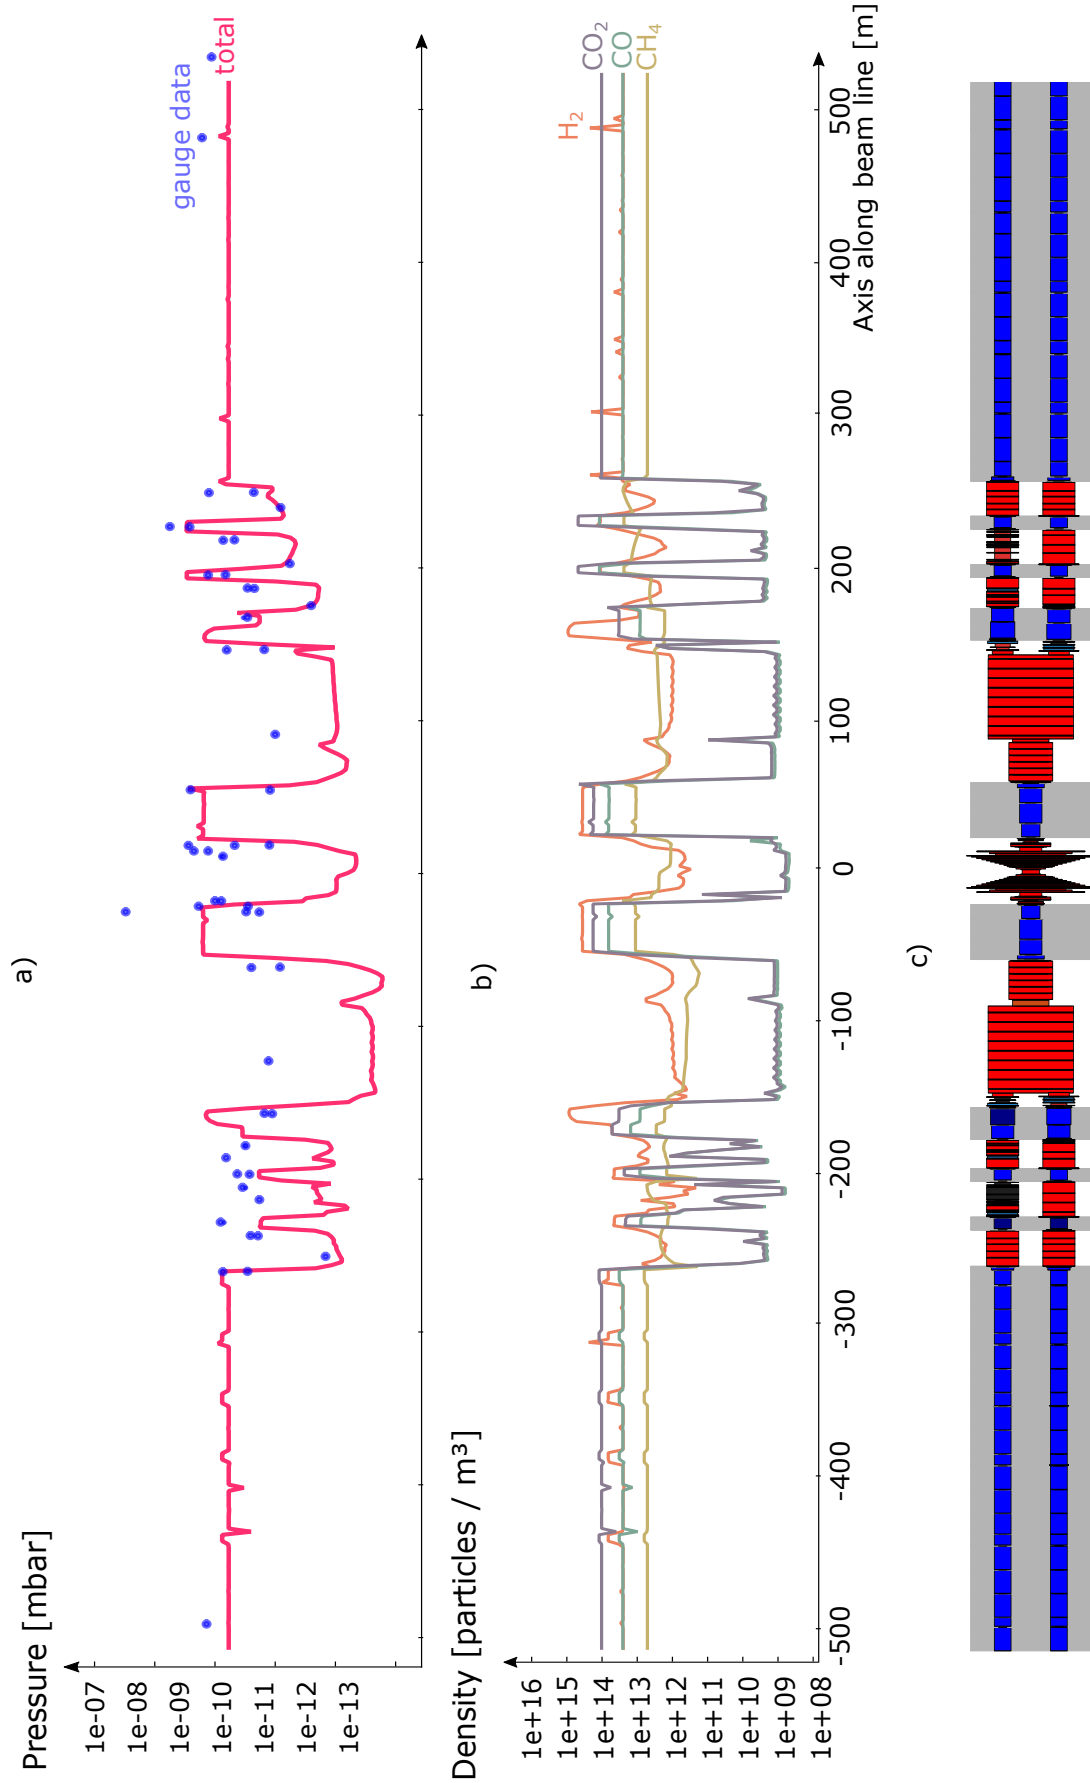 a)
Pressure [mbar]
1e-07
1e-08
1e-09
1e-10
1e-11
1e-12
1e-13
gauge data
total
b)
Density [particles / m³]
1e+16
1e+15
1e+14
1e+13
1e+12
1e+11
1e+10
1e+09
1e+08
H₂
CO₂
CO
CH₄
-500
-400
-300
-200
-100
0
100
200
300
400
500
Axis along beam line [m]
c)